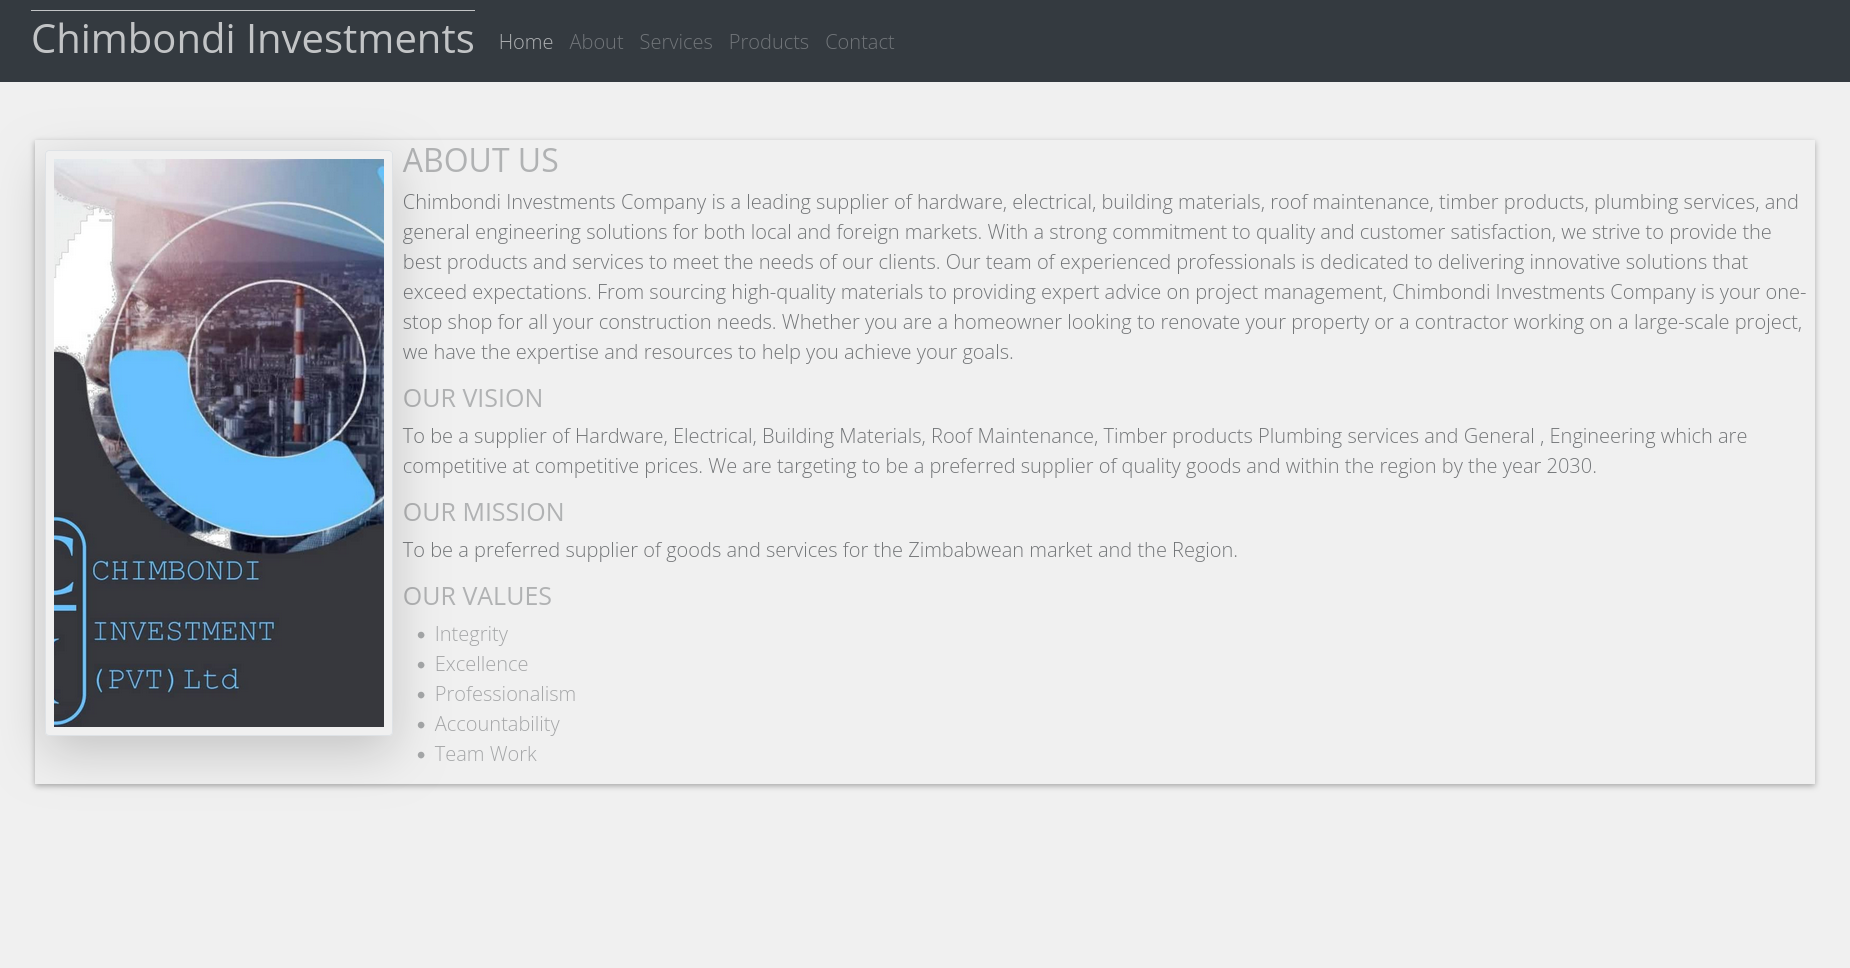 Chimbondi Investments
Home About Services Products Contact
ABOUT US
Chimbondi Investments Company is a leading supplier of hardware, electrical, building materials, roof maintenance, timber products, plumbing services, and
general engineering solutions for both local and foreign markets. With a strong commitment to quality and customer satisfaction, we strive to provide the
best products and services to meet the needs of our clients. Our team of experienced professionals is dedicated to delivering innovative solutions that
exceed expectations. From sourcing high-quality materials to providing expert advice on project management, Chimbondi Investments Company is your one-
stop shop for all your construction needs. Whether you are a homeowner looking to renovate your property or a contractor working on a large-scale project,
we have the expertise and resources to help you achieve your goals.
OUR VISION
To be a supplier of Hardware, Electrical, Building Materials, Roof Maintenance, Timber products Plumbing services and General , Engineering which are
competitive at competitive prices. We are targeting to be a preferred supplier of quality goods and within the region by the year 2030.
OUR MISSION
To be a preferred supplier of goods and services for the Zimbabwean market and the Region.
OUR VALUES
Integrity
Excellence
Professionalism
Accountability
Team Work
CHIMBONDI
INVESTMENT
(PVT)Ltd